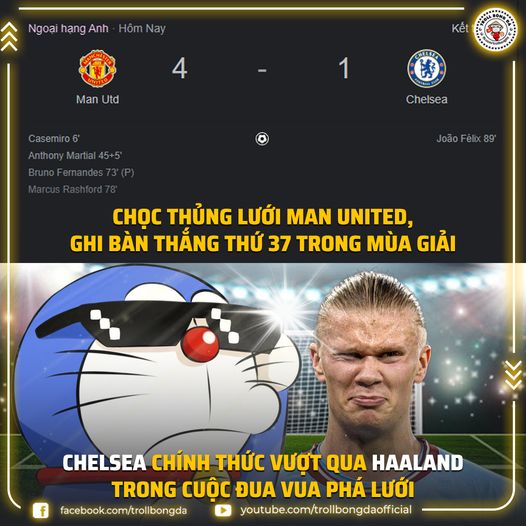 Ngoại hạng Anh · Hôm Nay
Kết
TROLL BONG DA
4 - 1
Man Utd
Chelsea
Casemiro 6'
João Félix 89'
Anthony Martial 45+5'
Bruno Fernandes 73' (P)
Marcus Rashford 78'
CHỌC THỦNG LƯỚI MAN UNITED,
GHI BÀN THẮNG THỨ 37 TRONG MÙA GIẢI
CHELSEA CHÍNH THỨC VƯỢT QUA HAALAND
TRONG CUỘC ĐUA VUA PHÁ LƯỚI
facebook.com/trollbongda
youtube.com/trollbongdaofficial